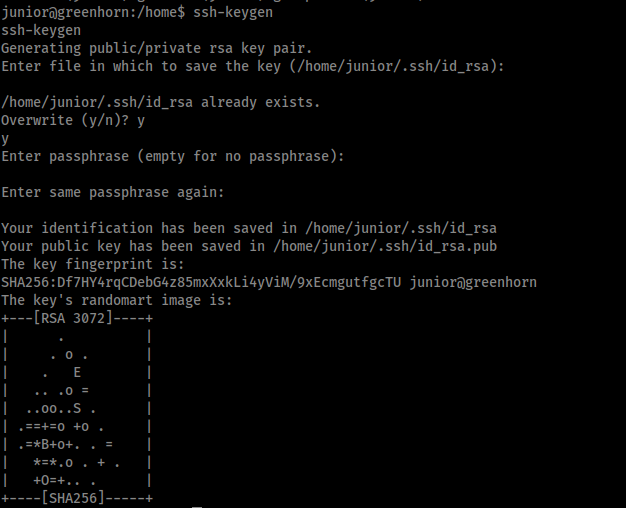 junior@greenhorn:/home$ ssh-keygen
ssh-keygen
Generating public/private rsa key pair.
Enter file in which to save the key (/home/junior/.ssh/id_rsa):
/home/junior/.ssh/id_rsa already exists.
Overwrite (y/n)? y
y
Enter passphrase (empty for no passphrase):
Enter same passphrase again:
Your identification has been saved in /home/junior/.ssh/id_rsa
Your public key has been saved in /home/junior/.ssh/id_rsa.pub
The key fingerprint is:
SHA256:Df7HY4rqCDebG4z85mxXxkLi4yViM/9xEcmgutfgcTU junior@greenhorn
The key's randomart image is:
+---[RSA 3072]----+
|      .          |
|     . o .       |
|    .   E        |
|   .. .o =       |
|  ..oo..S .      |
| .==+=o +o .     |
| .=*B+o+. . =    |
|   *=*.o . + .   |
|   +O=+.. .      |
+----[SHA256]-----+